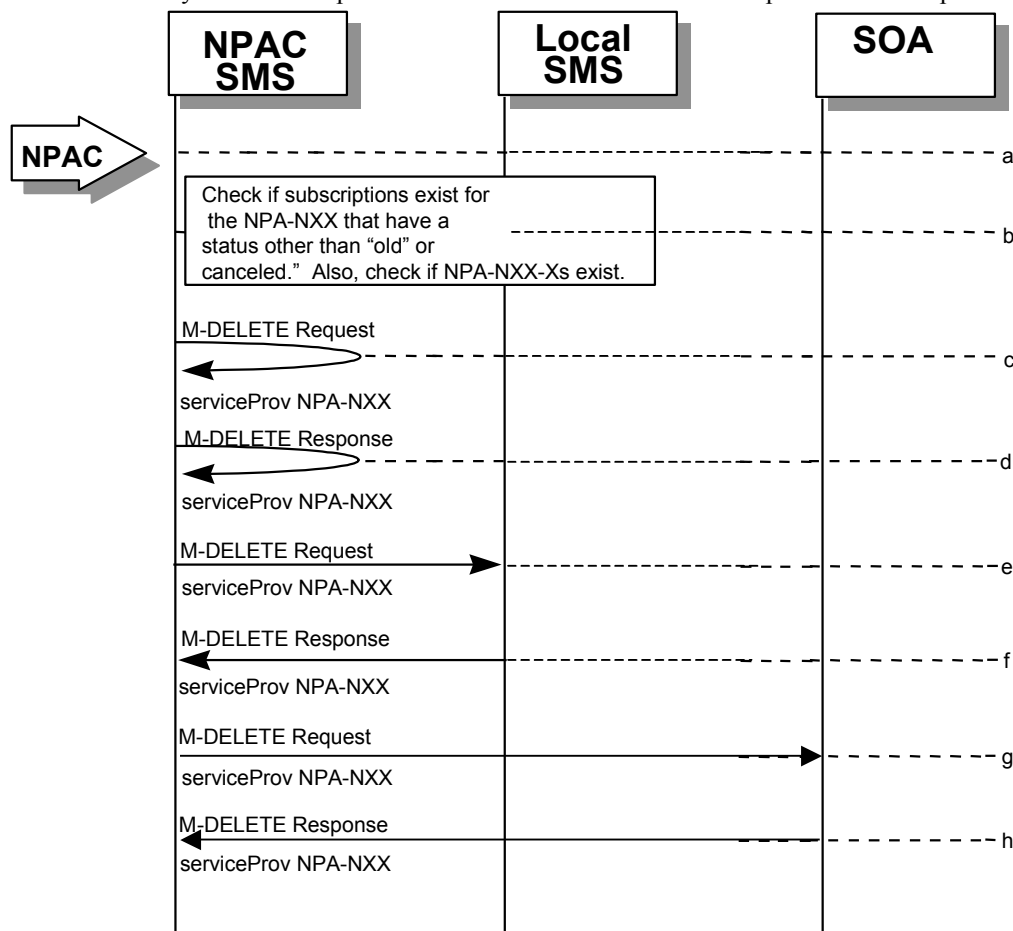 NPAC
SMS
Local
SMS
SOA
NPAC
a
Check if subscriptions exist for
the NPA-NXX that have a
status other than “old” or
canceled.” Also, check if NPA-NXX-Xs exist.
b
M-DELETE Request
c
serviceProv NPA-NXX
M-DELETE Response
d
serviceProv NPA-NXX
M-DELETE Request
e
serviceProv NPA-NXX
M-DELETE Response
f
serviceProv NPA-NXX
M-DELETE Request
g
serviceProv NPA-NXX
M-DELETE Response
h
serviceProv NPA-NXX